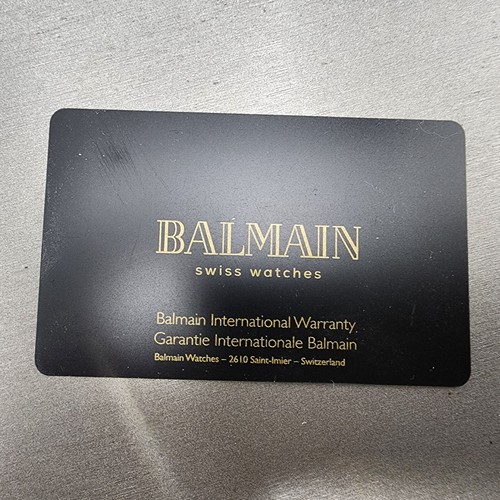 BALMAIN
swiss watches
Balmain International Warranty
Garantie Internationale Balmain
Balmain Watches – 2610 Saint-Imier – Switzerland